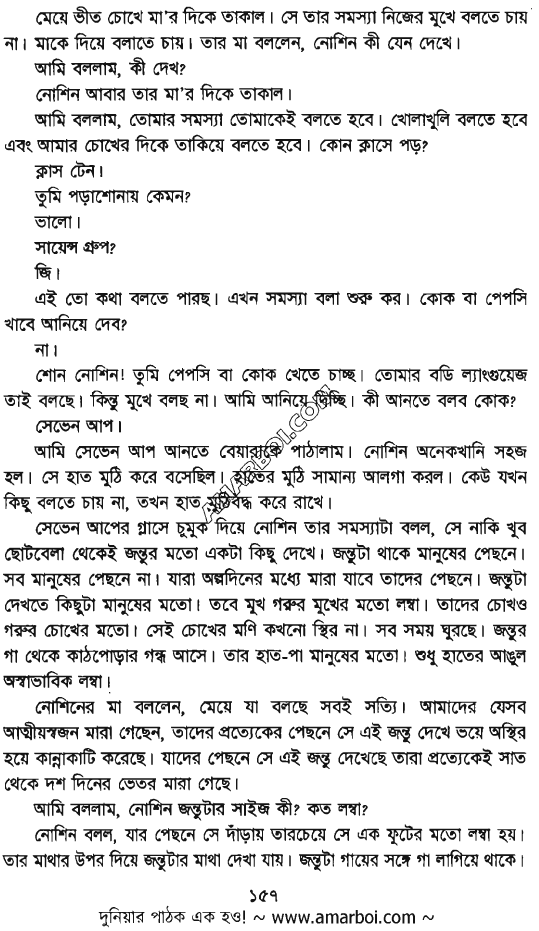 মেয়ে ভীত চোখে মা'র দিকে তাকাল। সে তার সমস্যা নিজের মুখে বলতে চায়
না। মাকে দিয়ে বলাতে চায়। তার মা বললেন, নোশিন কী যেন দেখে।
আমি বললাম, কী দেখ?
নোশিন আবার তার মা'র দিকে তাকাল।
আমি বললাম, তোমার সমস্যা তোমাকেই বলতে হবে। খোলাখুলি বলতে হবে
এবং আমার চোখের দিকে তাকিয়ে বলতে হবে। কোন ক্লাসে পড়?
ক্লাস টেন।
তুমি পড়াশোনায় কেমন?
ভালো।
সায়েন্স গ্রুপ?
জি।
এই তো কথা বলতে পারছ। এখন সমস্যা বলা শুরু কর। কোক বা পেপসি
খাবে আনিয়ে দেব?
না।
শোন নোশিন! তুমি পেপসি বা কোক খেতে চাচ্ছ। তোমার বডি ল্যাংগুয়েজ
তাই বলছে। কিন্তু মুখে বলছ না। আমি আনিয়ে দিচ্ছি। কী আনতে বলব কোক?
সেভেন আপ।
আমি সেভেন আপ আনতে বেয়ারাকে পাঠালাম। নোশিন অনেকখানি সহজ
হল। সে হাত মুঠি করে বসেছিল। হাতের মুঠি সামান্য আলগা করল। কেউ যখন
কিছু বলতে চায় না, তখন হাত মুঠিবদ্ধ করে রাখে।
সেভেন আপের গ্লাসে চুমুক দিয়ে নোশিন তার সমস্যাটা বলল, সে নাকি খুব
ছোটবেলা থেকেই জন্তুর মতো একটা কিছু দেখে। জন্তুটা থাকে মানুষের পেছনে।
সব মানুষের পেছনে না। যারা অল্পদিনের মধ্যে মারা যাবে তাদের পেছনে। জন্তুটা
দেখতে কিছুটা মানুষের মতো। তবে মুখ গরুর মুখের মতো লম্বা। তাদের চোখও
গরুর চোখের মতো। সেই চোখের মণি কখনো স্থির না। সব সময় ঘুরছে। জন্তুর
গা থেকে কাঠপোড়ার গন্ধ আসে। তার হাত-পা মানুষের মতো। শুধু হাতের আঙুল
অস্বাভাবিক লম্বা।
নোশিনের মা বললেন, মেয়ে যা বলছে সবই সত্যি। আমাদের যেসব
আত্মীয়স্বজন মারা গেছেন, তাদের প্রত্যেকের পেছনে সে এই জন্তু দেখে ভয়ে অস্থির
হয়ে কান্নাকাটি করেছে। যাদের পেছনে সে এই জন্তু দেখেছে তারা প্রত্যেকেই সাত
থেকে দশ দিনের ভেতর মারা গেছে।
আমি বললাম, নোশিন জন্তুটার সাইজ কী? কত লম্বা?
নোশিন বলল, যার পেছনে সে দাঁড়ায় তারচেয়ে সে এক ফুটের মতো লম্বা হয়।
তার মাথার উপর দিয়ে জন্তুটার মাথা দেখা যায়। জন্তুটা গায়ের সঙ্গে গা লাগিয়ে থাকে।
১৫৭
দুনিয়ার পাঠক এক হও! ~ www.amarboi.com ~
AMARBOI.COM